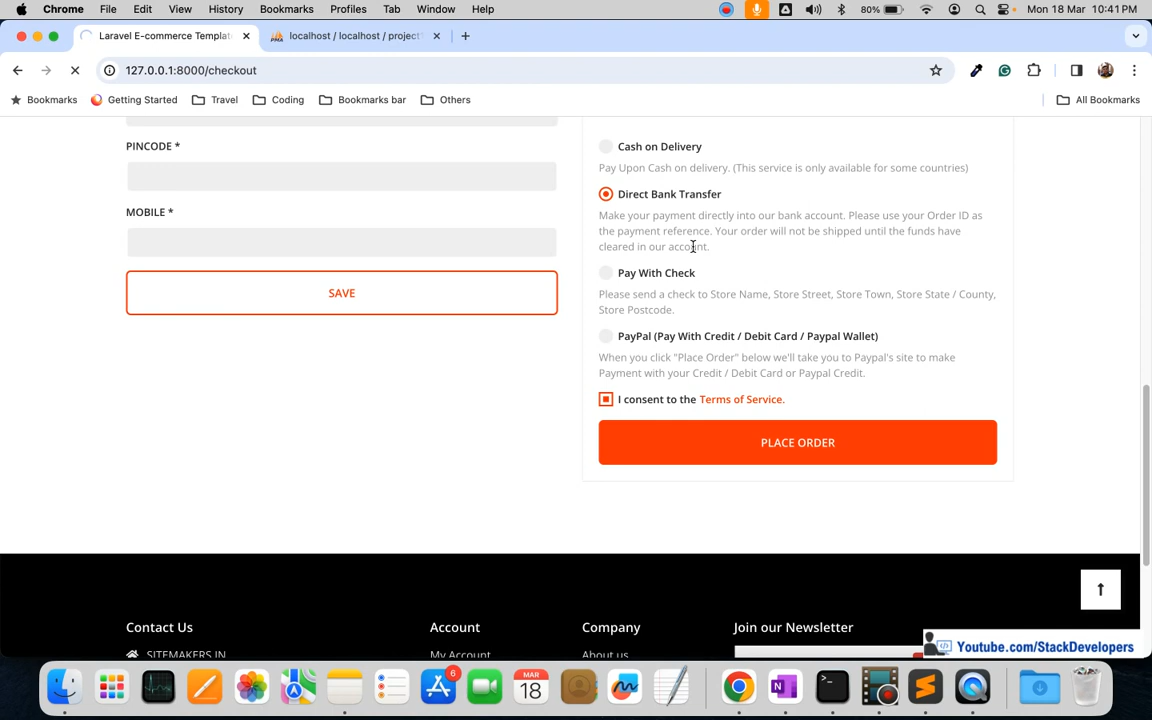 Chrome File Edit View History Bookmarks Profiles Tab Window Help 80% Mon 18 Mar 10:41PM
Laravel E-commerce Templat
localhost / localhost / project
127.0.0.1:8000/checkout
Bookmarks Getting Started Travel Coding Bookmarks bar Others All Bookmarks
PINCODE *
MOBILE *
SAVE
Cash on Delivery
Pay Upon Cash on delivery. (This service is only available for some countries)
Direct Bank Transfer
Make your payment directly into our bank account. Please use your Order ID as
the payment reference. Your order will not be shipped until the funds have
cleared in our account.
Pay With Check
Please send a check to Store Name, Store Street, Store Town, Store State / County,
Store Postcode.
PayPal (Pay With Credit / Debit Card / Paypal Wallet)
When you click "Place Order" below we'll take you to Paypal's site to make
Payment with your Credit / Debit Card or Paypal Credit.
I consent to the Terms of Service.
PLACE ORDER
Contact Us
SITEMAKERS.IN
Account
My Account
Company
About us
Join our Newsletter
Youtube.com/StackDevelopers
6
MAR
18